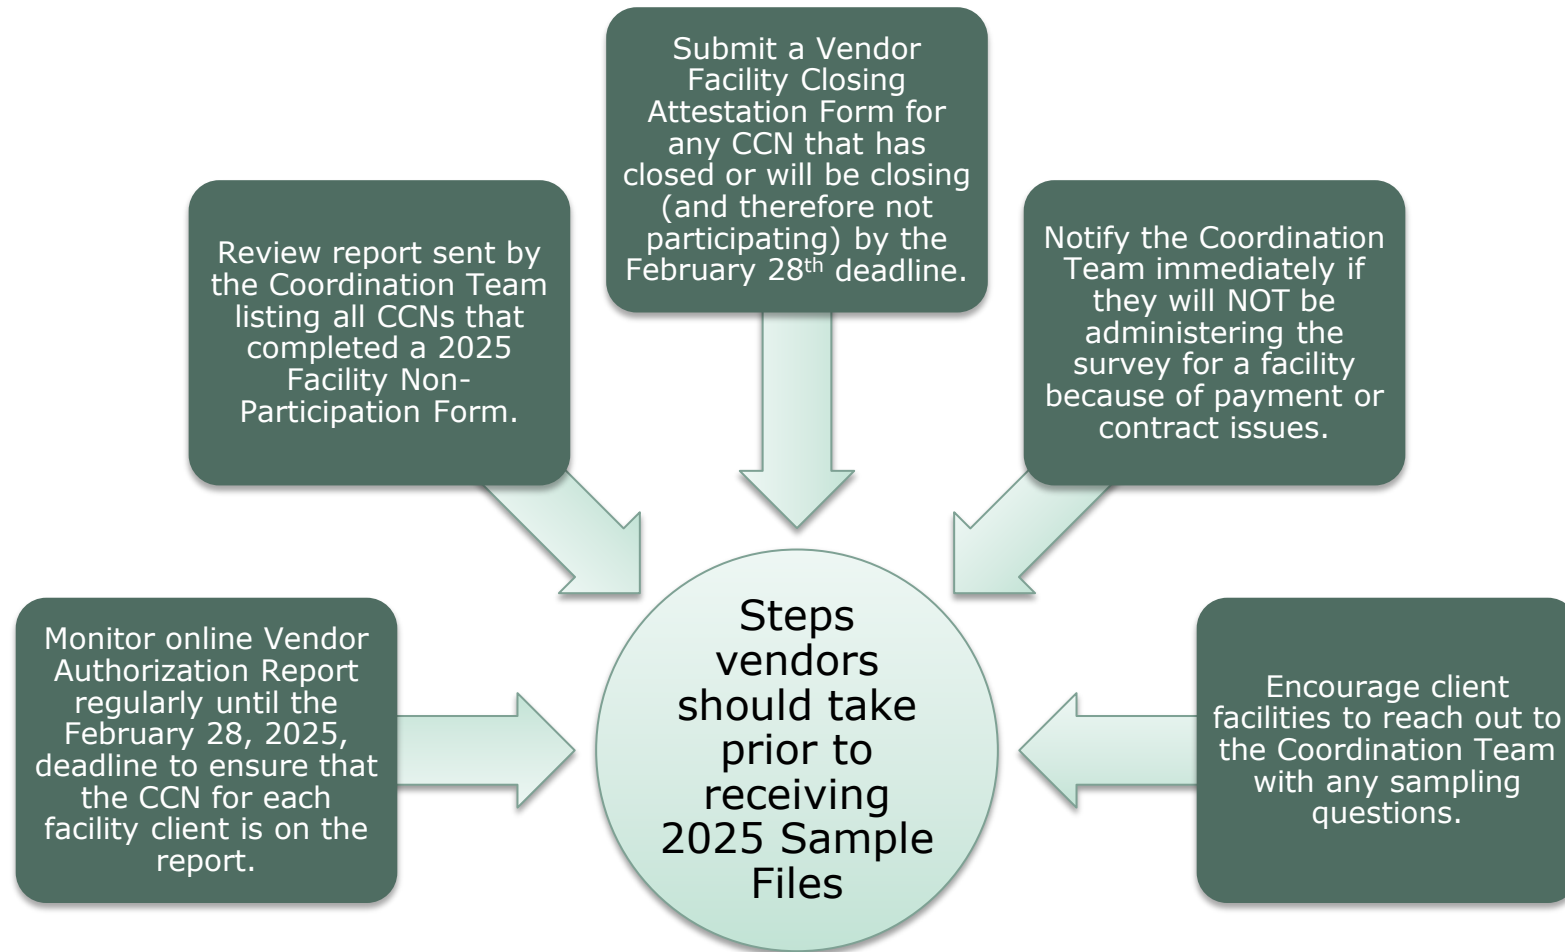 Monitor online Vendor
Authorization Report
regularly until the
February 28, 2025,
deadline to ensure that
the CCN for each
facility client is on the
report.
Review report sent by
the Coordination Team
listing all CCNs that
completed a 2025
Facility Non-
Participation Form.
Submit a Vendor
Facility Closing
Attestation Form for
any CCN that has
closed or will be closing
(and therefore not
participating) by the
February 28th deadline.
Notify the Coordination
Team immediately if
they will NOT be
administering the
survey for a facility
because of payment or
contract issues.
Encourage client
facilities to reach out to
the Coordination Team
with any sampling
questions.
Steps
vendors
should take
prior to
receiving
2025 Sample
Files